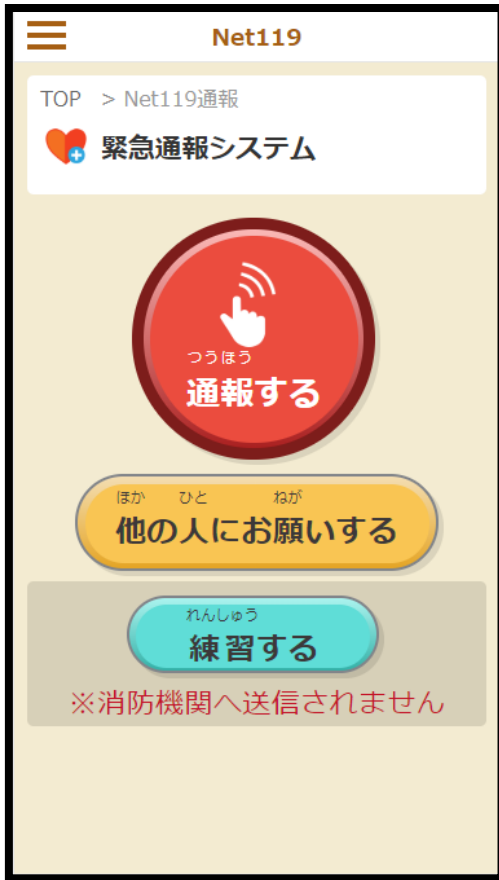 Net119
TOP > Net119通報
緊急通報システム
つうほう
通報する
ほか ひと ねが
他の人にお願いする
れんしゅう
練習する
※消防機関へ送信されません